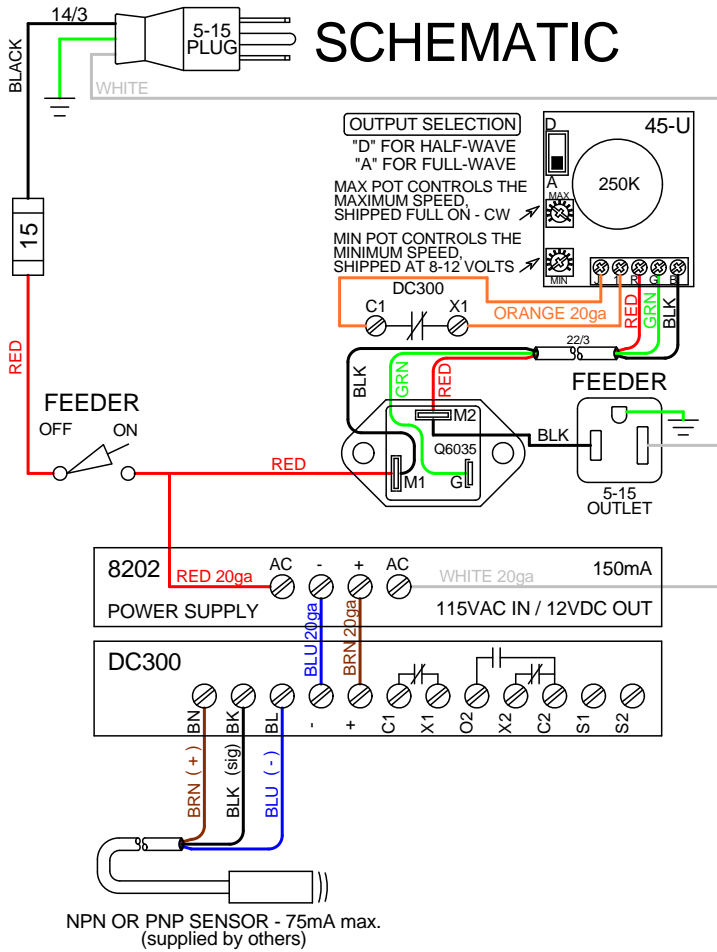 14/3
5-15
PLUG
SCHEMATIC
BLACK
WHITE
OUTPUT SELECTION
"D" FOR HALF-WAVE
"A" FOR FULL-WAVE
MAX POT CONTROLS THE
MAXIMUM SPEED,
SHIPPED FULL ON - CW
MIN POT CONTROLS THE
MINIMUM SPEED,
SHIPPED AT 8-12 VOLTS
D
45-U
A
250K
MAX
MIN
J
1
R
G
B
15
DC300
C1
X1
ORANGE 20ga
RED
GRN
BLK
22/3
RED
BLK
GRN
RED
FEEDER
OFF
ON
RED
M2
Q6035
M1
G
BLK
FEEDER
5-15
OUTLET
8202
RED 20ga
AC
-
+
AC
WHITE 20ga
150mA
POWER SUPPLY
115VAC IN / 12VDC OUT
BLU 20ga
BRN 20ga
DC300
BN
BK
BL
-
+
C1
X1
O2
X2
C2
S1
S2
BRN ( + )
BLK (sig)
BLU ( - )
NPN OR PNP SENSOR - 75mA max.
(supplied by others)